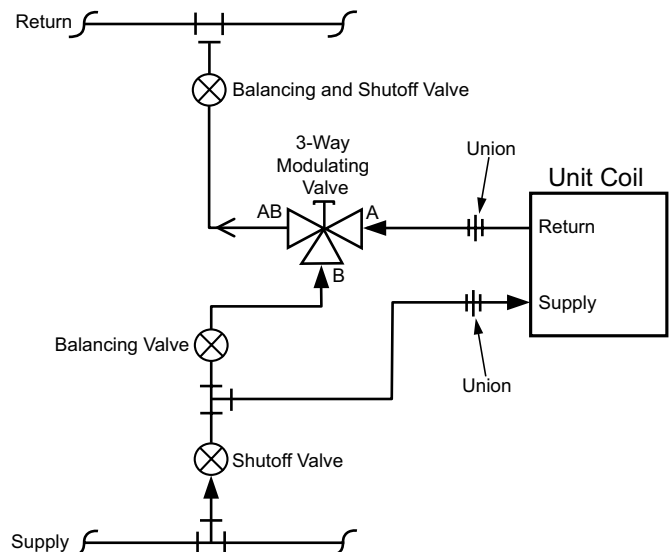 Return
Balancing and Shutoff Valve
3-Way
Modulating
Valve
Union
Unit Coil
AB
A
Return
B
Supply
Balancing Valve
Union
Shutoff Valve
Supply